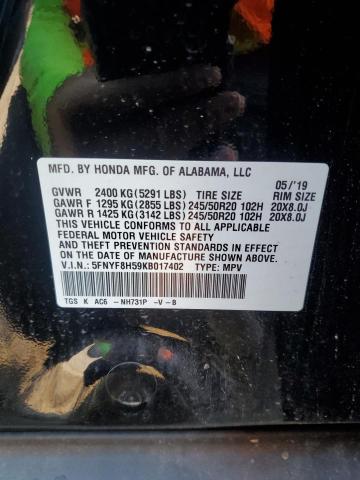 MFD. BY HONDA MFG. OF ALABAMA, LLC
05/'19
GVWR 2400 KG(5291 LBS) TIRE SIZE RIM SIZE
GAWR F 1295 KG(2855 LBS)245/50R20 102H 20X8.0J
GAWR R 1425 KG(3142 LBS)245/50R20 102H 20X8.0J
THIS VEHICLE CONFORMS TO ALL APPLICABLE
FEDERAL MOTOR VEHICLE SAFETY
AND THEFT PREVENTION STANDARDS IN EFFECT ON THE
DATE OF MANUFACTURE SHOWN ABOVE.
V.I.N.: 5FNYF8H59KB017402 TYPE: MPV
TGS K AC6 -NH731P -V-B